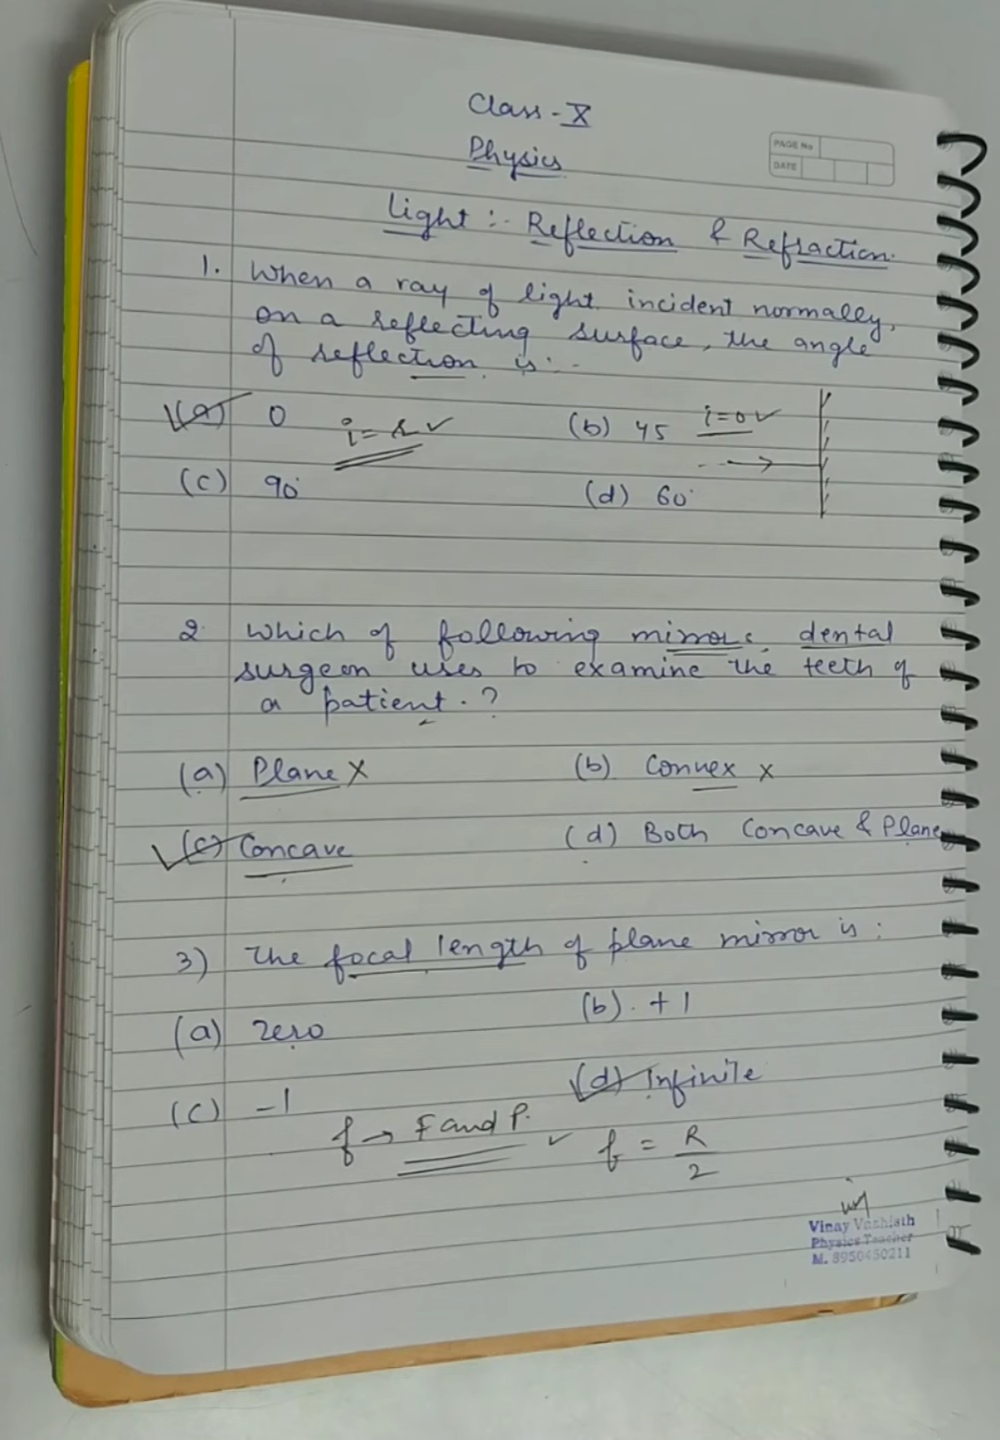 Class - X
Physics
PAGE No
DATE
Light :- Reflection & Refraction.
1. When a ray of light incident normally,
on a reflecting surface, the angle
of reflection is :-
(a) 0 i = r ✓ (b) 45 i = 0 ✓
(c) 90° (d) 60°
2. Which of following mirrors dental
surgeon uses to examine the teeth of
a patient. ?
(a) Plane X (b) Convex x
(c) Concave (d) Both Concave & Plane
3) The focal length of plane mirror is :
(a) zero (b). +1
(c) -1 (d) Infinite
f → F and P. ✓ f = R/2
Vinay Vashisth
Physics Teacher
M. 8950450211